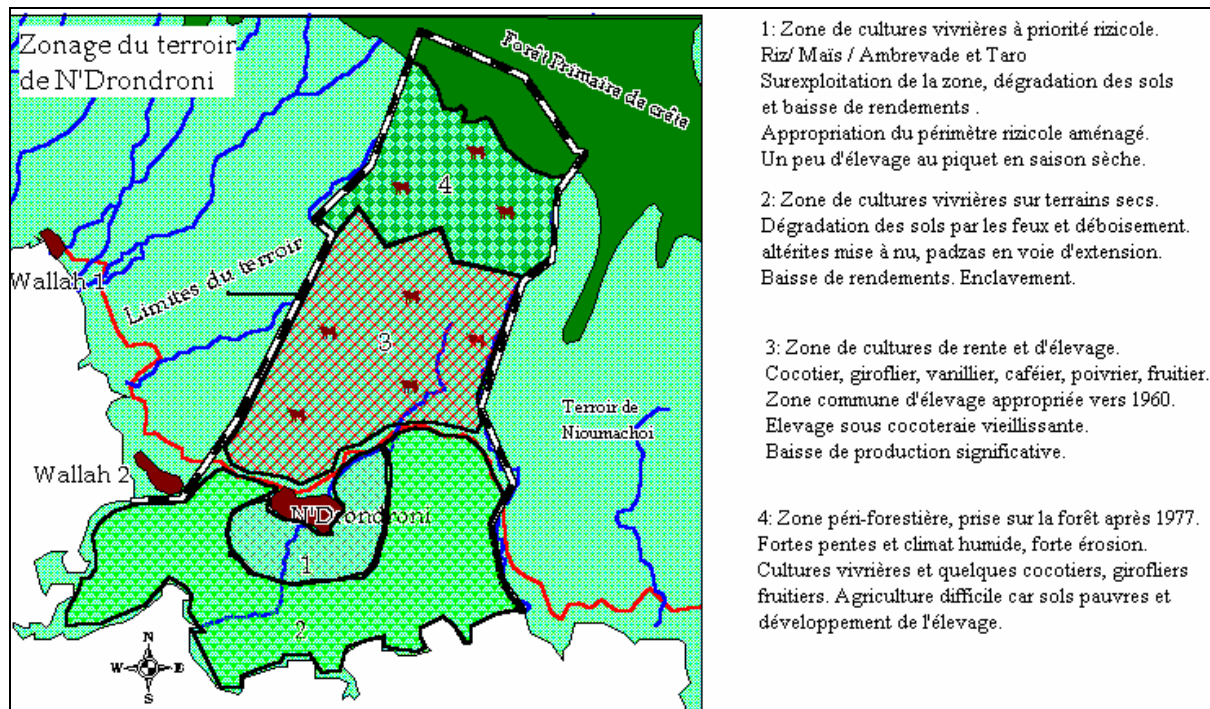 Zonage du terroir
de N'Drondroni
Forêt Primaire de crête
4
Wallah 1
Limites du terroir
3
Terroir de
Nioumachoi
Wallah 2
N'Drondroni
1
2
N
W E
S
1: Zone de cultures vivrières à priorité rizicole.
Riz/ Maïs / Ambrevade et Taro
Surexploitation de la zone, dégradation des sols
et baisse de rendements .
Appropriation du périmètre rizicole aménagé.
Un peu d'élevage au piquet en saison sèche.
2: Zone de cultures vivrières sur terrains secs.
Dégradation des sols par les feux et déboisement.
altérites mise à nu, padzas en voie d'extension.
Baisse de rendements. Enclavement.
3: Zone de cultures de rente et d'élevage.
Cocotier, giroflier, vanillier, caféier, poivrier, fruitier.
Zone commune d'élevage appropriée vers 1960.
Elevage sous cocoteraie vieillissante.
Baisse de production significative.
4: Zone péri-forestière, prise sur la forêt après 1977.
Fortes pentes et climat humide, forte érosion.
Cultures vivrières et quelques cocotiers, girofliers
fruitiers. Agriculture difficile car sols pauvres et
développement de l'élevage.